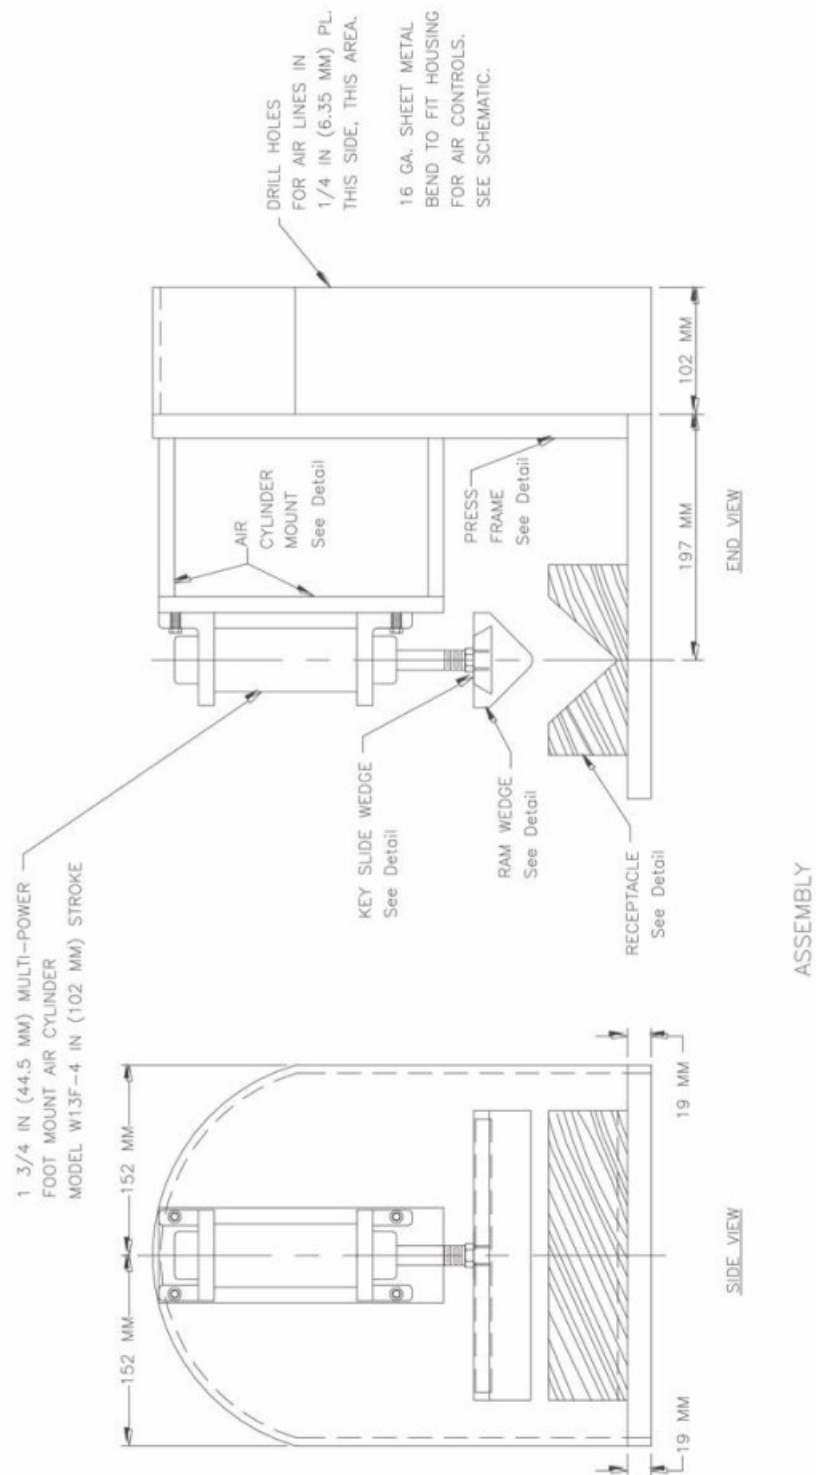 1 3/4 IN (44.5 MM) MULTI-POWER
FOOT MOUNT AIR CYLINDER
MODEL W13F-4 IN (102 MM) STROKE
152 MM
152 MM
19 MM
19 MM
SIDE VIEW
DRILL HOLES
FOR AIR LINES IN
1/4 IN (6.35 MM) PL.
THIS SIDE, THIS AREA.
16 GA. SHEET METAL
BEND TO FIT HOUSING
FOR AIR CONTROLS.
SEE SCHEMATIC.
AIR
CYLINDER
MOUNT
See Detail
PRESS
FRAME
See Detail
KEY SLIDE WEDGE
See Detail
RAM WEDGE
See Detail
RECEPTACLE
See Detail
197 MM
102 MM
END VIEW
ASSEMBLY